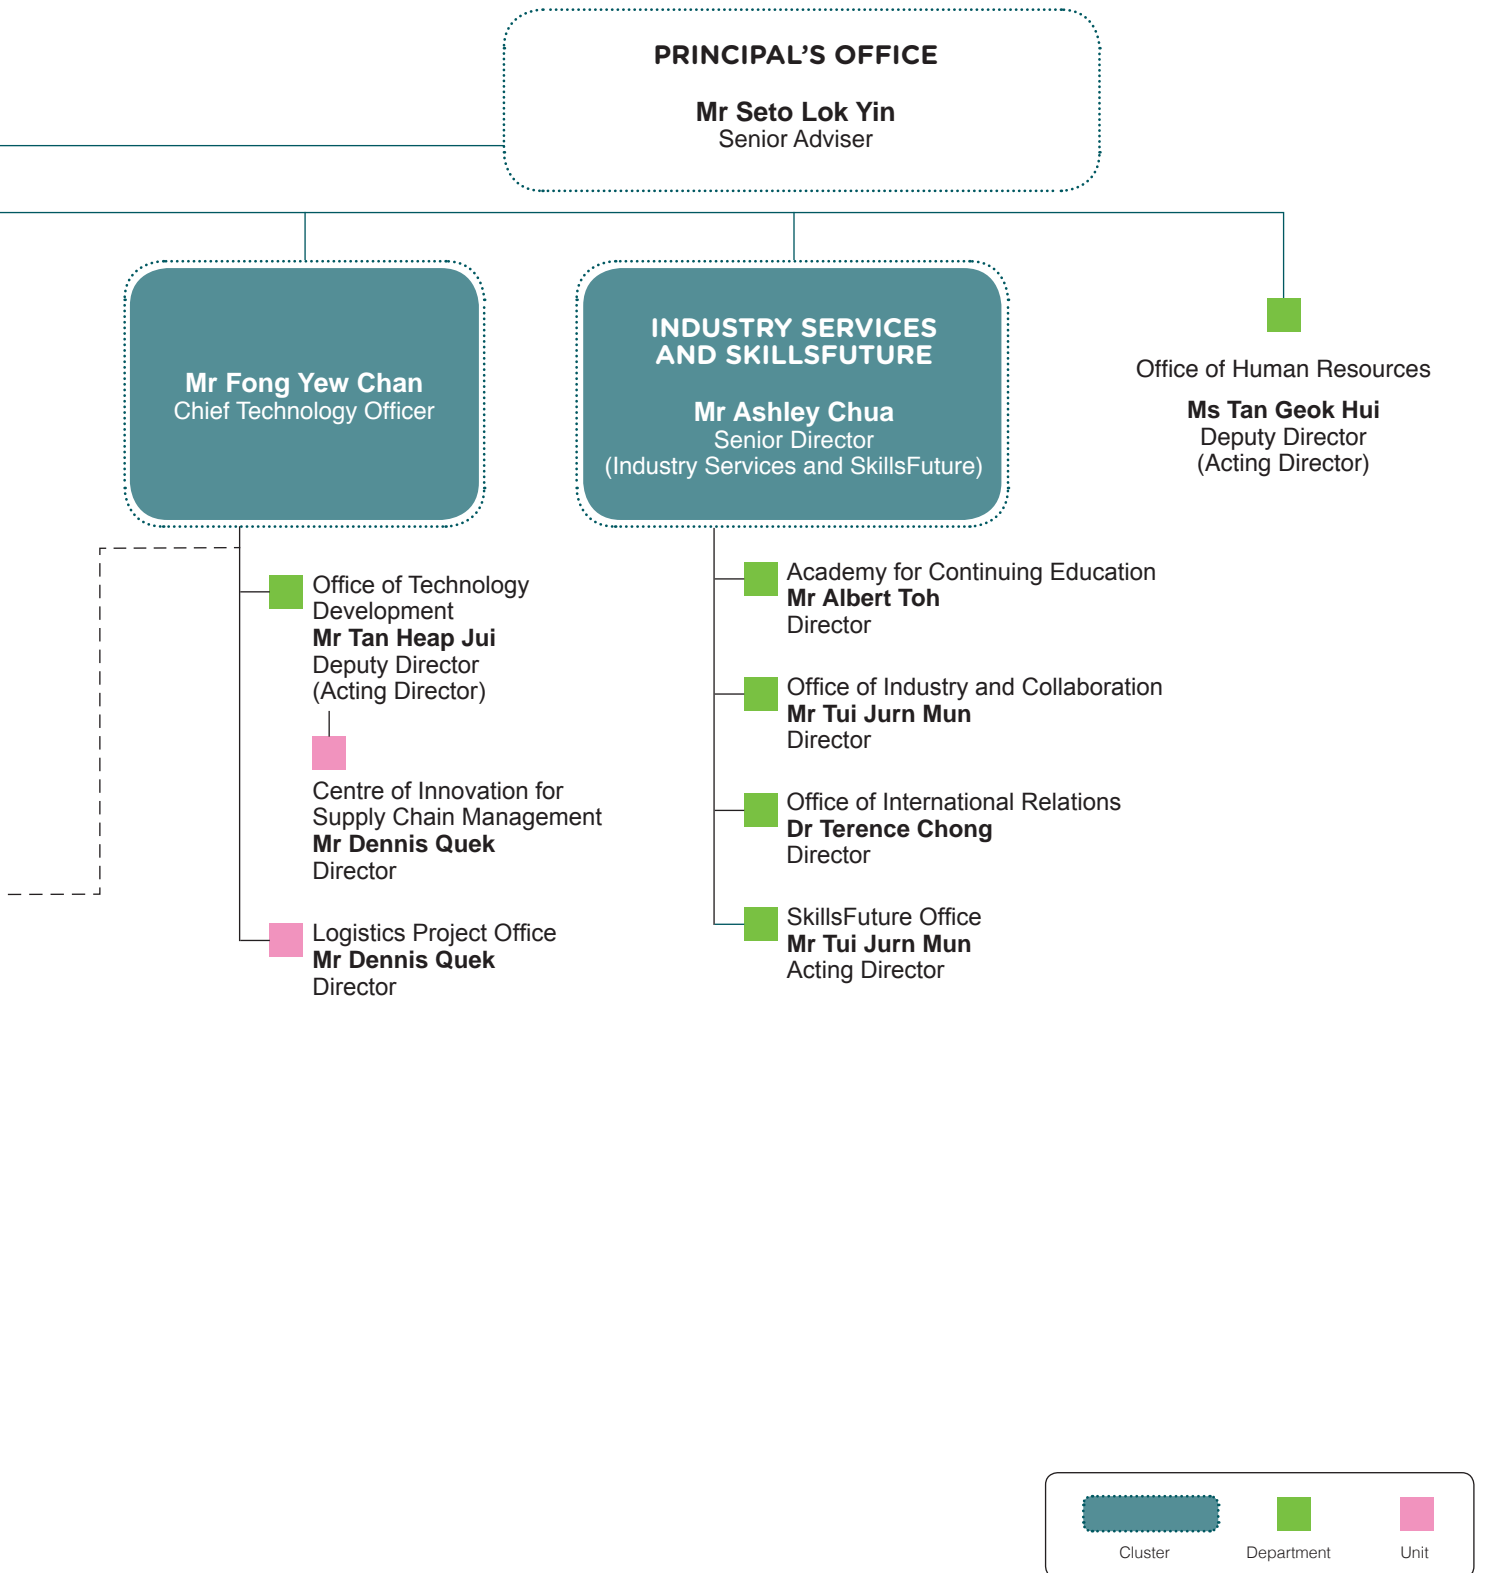 PRINCIPAL'S OFFICE
Mr Seto Lok Yin
Senior Adviser
Mr Fong Yew Chan
Chief Technology Officer
INDUSTRY SERVICES
AND SKILLSFUTURE
Mr Ashley Chua
Senior Director
(Industry Services and SkillsFuture)
Office of Human Resources
Ms Tan Geok Hui
Deputy Director
(Acting Director)
Office of Technology
Development
Mr Tan Heap Jui
Deputy Director
(Acting Director)
Centre of Innovation for
Supply Chain Management
Mr Dennis Quek
Director
Logistics Project Office
Mr Dennis Quek
Director
Academy for Continuing Education
Mr Albert Toh
Director
Office of Industry and Collaboration
Mr Tui Jurn Mun
Director
Office of International Relations
Dr Terence Chong
Director
SkillsFuture Office
Mr Tui Jurn Mun
Acting Director
Cluster
Department
Unit